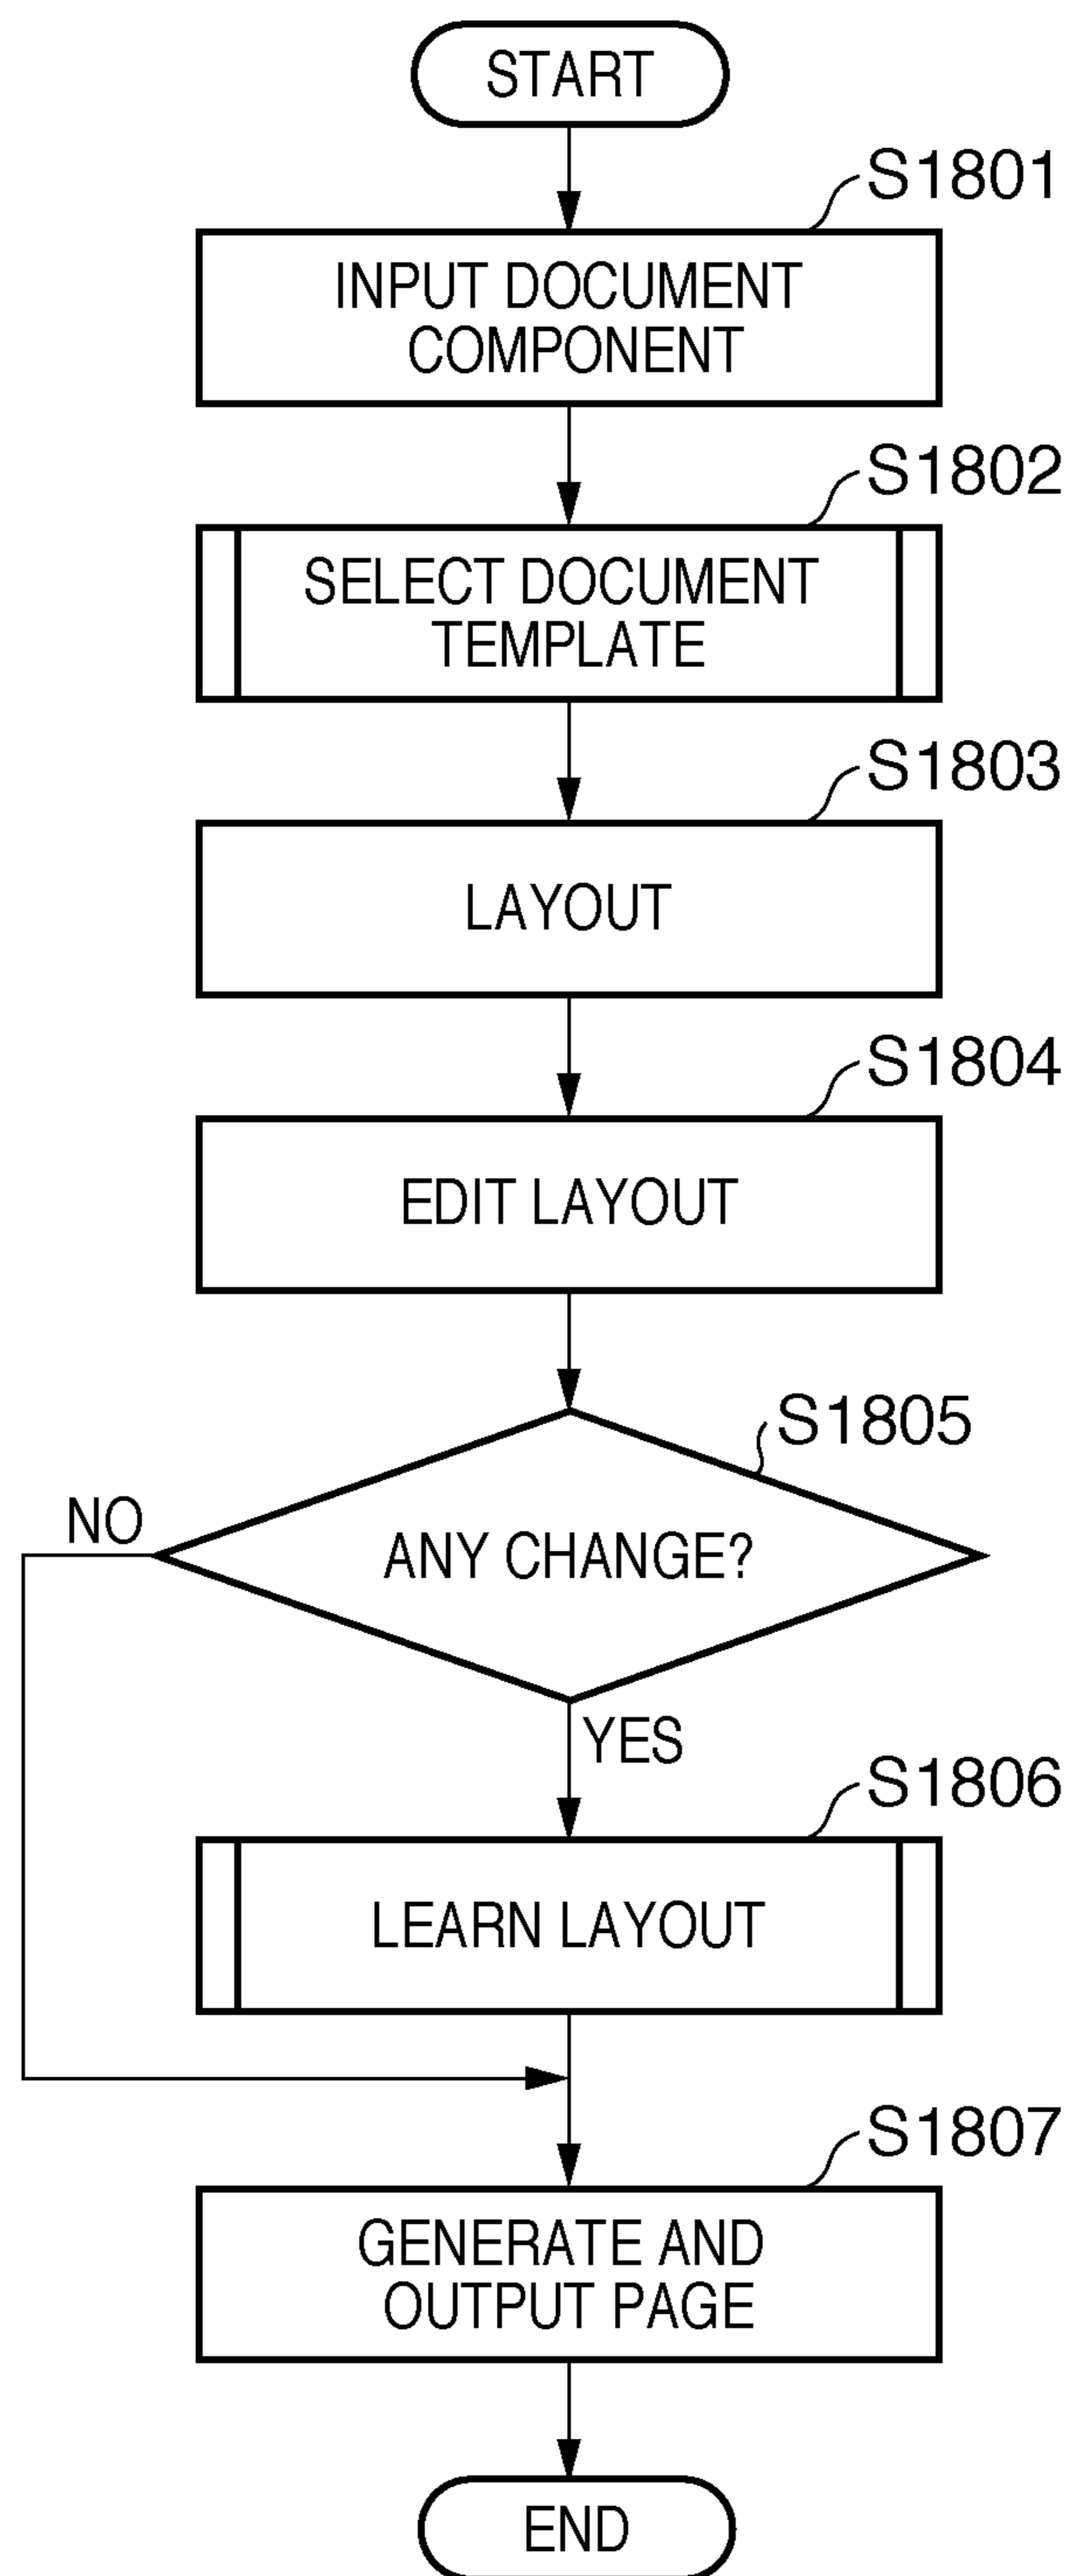 START
S1801
INPUT DOCUMENT
COMPONENT
S1802
SELECT DOCUMENT
TEMPLATE
S1803
LAYOUT
S1804
EDIT LAYOUT
S1805
NO
ANY CHANGE?
YES
S1806
LEARN LAYOUT
S1807
GENERATE AND
OUTPUT PAGE
END